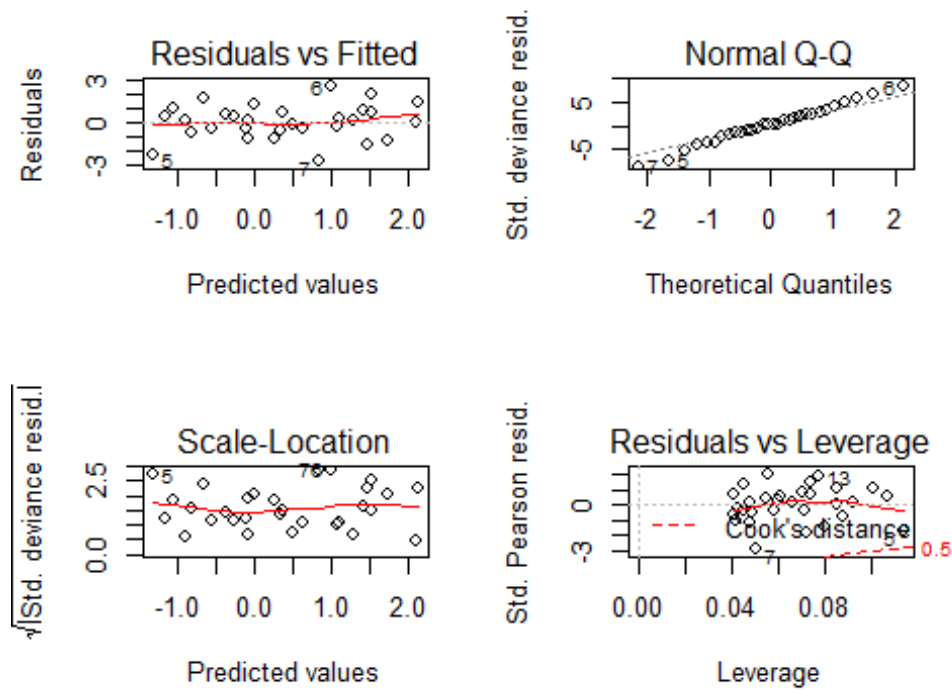 Residuals vs Fitted
Residuals
3
0
-3
6
5
7
-1.0 0.0 1.0 2.0
Predicted values
Normal Q-Q
Std. deviance resid.
5
-5
6
7
5
-2 -1 0 1 2
Theoretical Quantiles
Scale-Location
√|Std. deviance resid.|
2.5
0.0
5
7
6
-1.0 0.0 1.0 2.0
Predicted values
Residuals vs Leverage
Std. Pearson resid.
0
-3
13
Cook's distance
5
7
0.5
0.00 0.04 0.08
Leverage